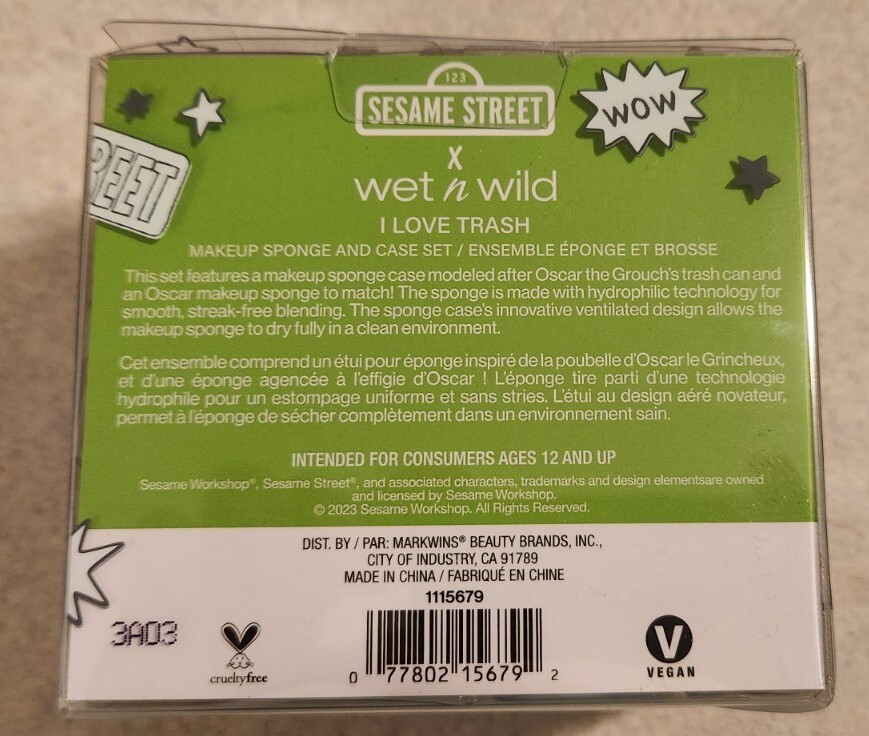 123
SESAME STREET
WOW
REET
X
wet n wild
I LOVE TRASH
MAKEUP SPONGE AND CASE SET / ENSEMBLE ÉPONGE ET BROSSE
This set features a makeup sponge case modeled after Oscar the Grouch's trash can and
an Oscar makeup sponge to match! The sponge is made with hydrophilic technology for
smooth, streak-free blending. The sponge case's innovative ventilated design allows the
makeup sponge to dry fully in a clean environment.
Cet ensemble comprend un étui pour éponge inspiré de la poubelle d'Oscar le Grincheux,
et d'une éponge agencée à l'effigie d'Oscar ! L'éponge tire parti d'une technologie
hydrophile pour un estompage uniforme et sans stries. L'étui au design aéré novateur,
permet à l'éponge de sécher complètement dans un environnement sain.
INTENDED FOR CONSUMERS AGES 12 AND UP
Sesame Workshop®, Sesame Street®, and associated characters, trademarks and design elementsare owned
and licensed by Sesame Workshop.
© 2023 Sesame Workshop. All Rights Reserved.
DIST. BY / PAR: MARKWINS® BEAUTY BRANDS, INC.,
CITY OF INDUSTRY, CA 91789
MADE IN CHINA / FABRIQUÉ EN CHINE
1115679
3A03
crueltyfree
0 77802 15679 2
V
VEGAN